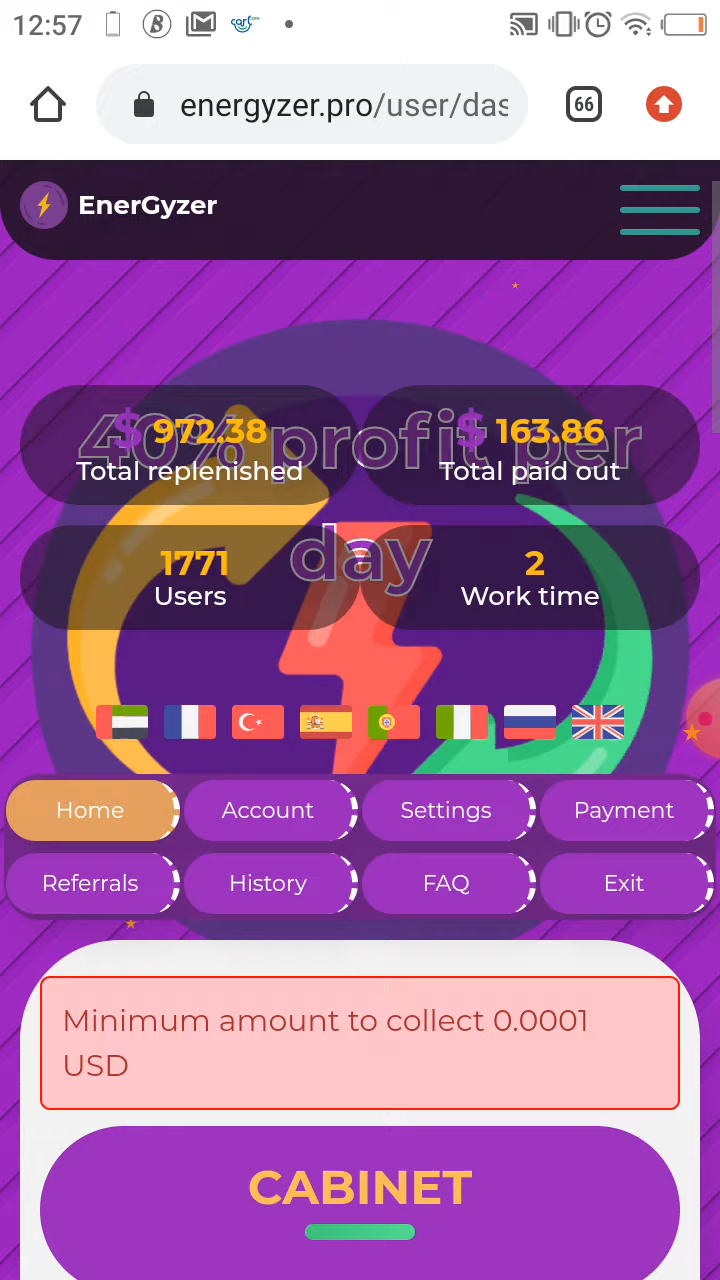 12:57
energyzer.pro/user/das
66
EnerGyzer
40% profit per
day
$ 972.38
Total replenished
$ 163.86
Total paid out
1771
Users
2
Work time
Home
Account
Settings
Payment
Referrals
History
FAQ
Exit
Minimum amount to collect 0.0001
USD
CABINET